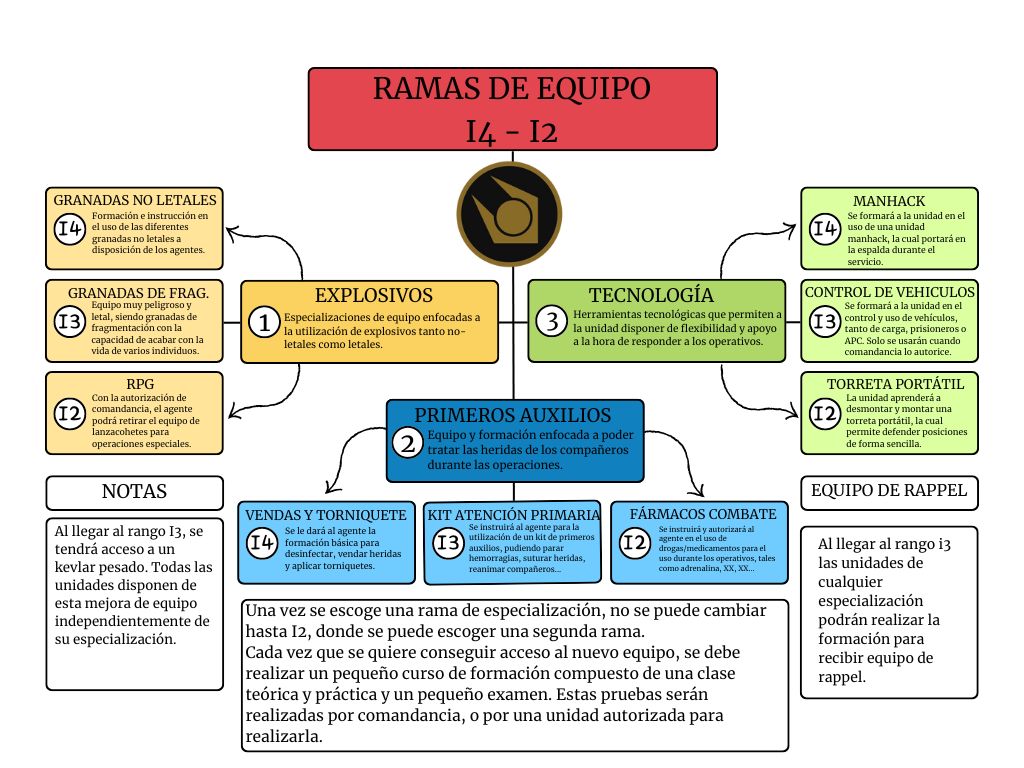 RAMAS DE EQUIPO
I4 - I2
GRANADAS NO LETALES
I4
Formación e instrucción en
el uso de las diferentes
granadas no letales a
disposición de los agentes.
GRANADAS DE FRAG.
I3
Equipo muy peligroso y
letal, siendo granadas de
fragmentación con la
capacidad de acabar con la
vida de varios individuos.
RPG
I2
Con la autorización de
comandancia, el agente
podrá retirar el equipo de
lanzacohetes para
operaciones especiales.
EXPLOSIVOS
1
Especializaciones de equipo enfocadas a
la utilización de explosivos tanto no-
letales como letales.
TECNOLOGÍA
3
Herramientas tecnológicas que permiten a
la unidad disponer de flexibilidad y apoyo
a la hora de responder a los operativos.
MANHACK
I4
Se formará a la unidad en el
uso de una unidad
manhack, la cual portará en
la espalda durante el
servicio.
CONTROL DE VEHICULOS
I3
Se formará a la unidad en el
control y uso de vehículos,
tanto de carga, prisioneros o
APC. Solo se usarán cuando
comandancia lo autorice.
TORRETA PORTÁTIL
I2
La unidad aprenderá a
desmontar y montar una
torreta portátil, la cual
permite defender posiciones
de forma sencilla.
PRIMEROS AUXILIOS
2
Equipo y formación enfocada a poder
tratar las heridas de los compañeros
durante las operaciones.
VENDAS Y TORNIQUETE
I4
Se le dará al agente la
formación básica para
desinfectar, vendar heridas
y aplicar torniquetes.
KIT ATENCIÓN PRIMARIA
I3
Se instruirá al agente para la
utilización de un kit de primeros
auxilios, pudiendo parar
hemorragias, suturar heridas,
reanimar compañeros...
FÁRMACOS COMBATE
I2
Se instruirá y autorizará al
agente en el uso de
drogas/medicamentos para el
uso durante los operativos, tales
como adrenalina, XX, XX...
NOTAS
Al llegar al rango I3, se
tendrá acceso a un
kevlar pesado. Todas las
unidades disponen de
esta mejora de equipo
independientemente de
su especialización.
Una vez se escoge una rama de especialización, no se puede cambiar
hasta I2, donde se puede escoger una segunda rama.
Cada vez que se quiere conseguir acceso al nuevo equipo, se debe
realizar un pequeño curso de formación compuesto de una clase
teórica y práctica y un pequeño examen. Estas pruebas serán
realizadas por comandancia, o por una unidad autorizada para
realizarla.
EQUIPO DE RAPPEL
Al llegar al rango i3
las unidades de
cualquier
especialización
podrán realizar la
formación para
recibir equipo de
rappel.